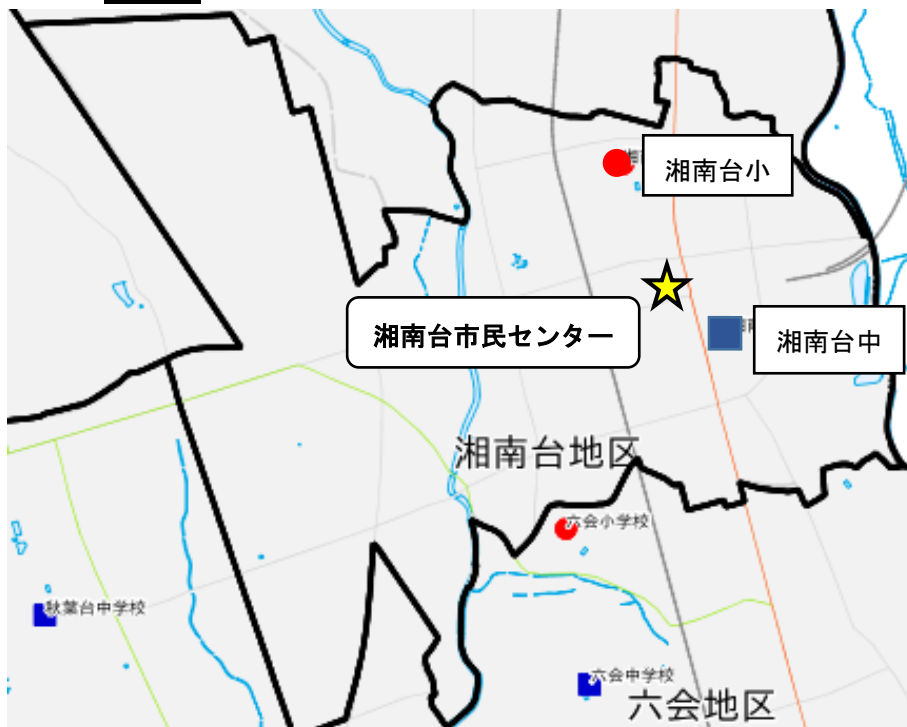 湘南台小
湘南台市民センター
湘南台中
湘南台地区
六会小学校
秋葉台中学校
六会中学校
六会地区